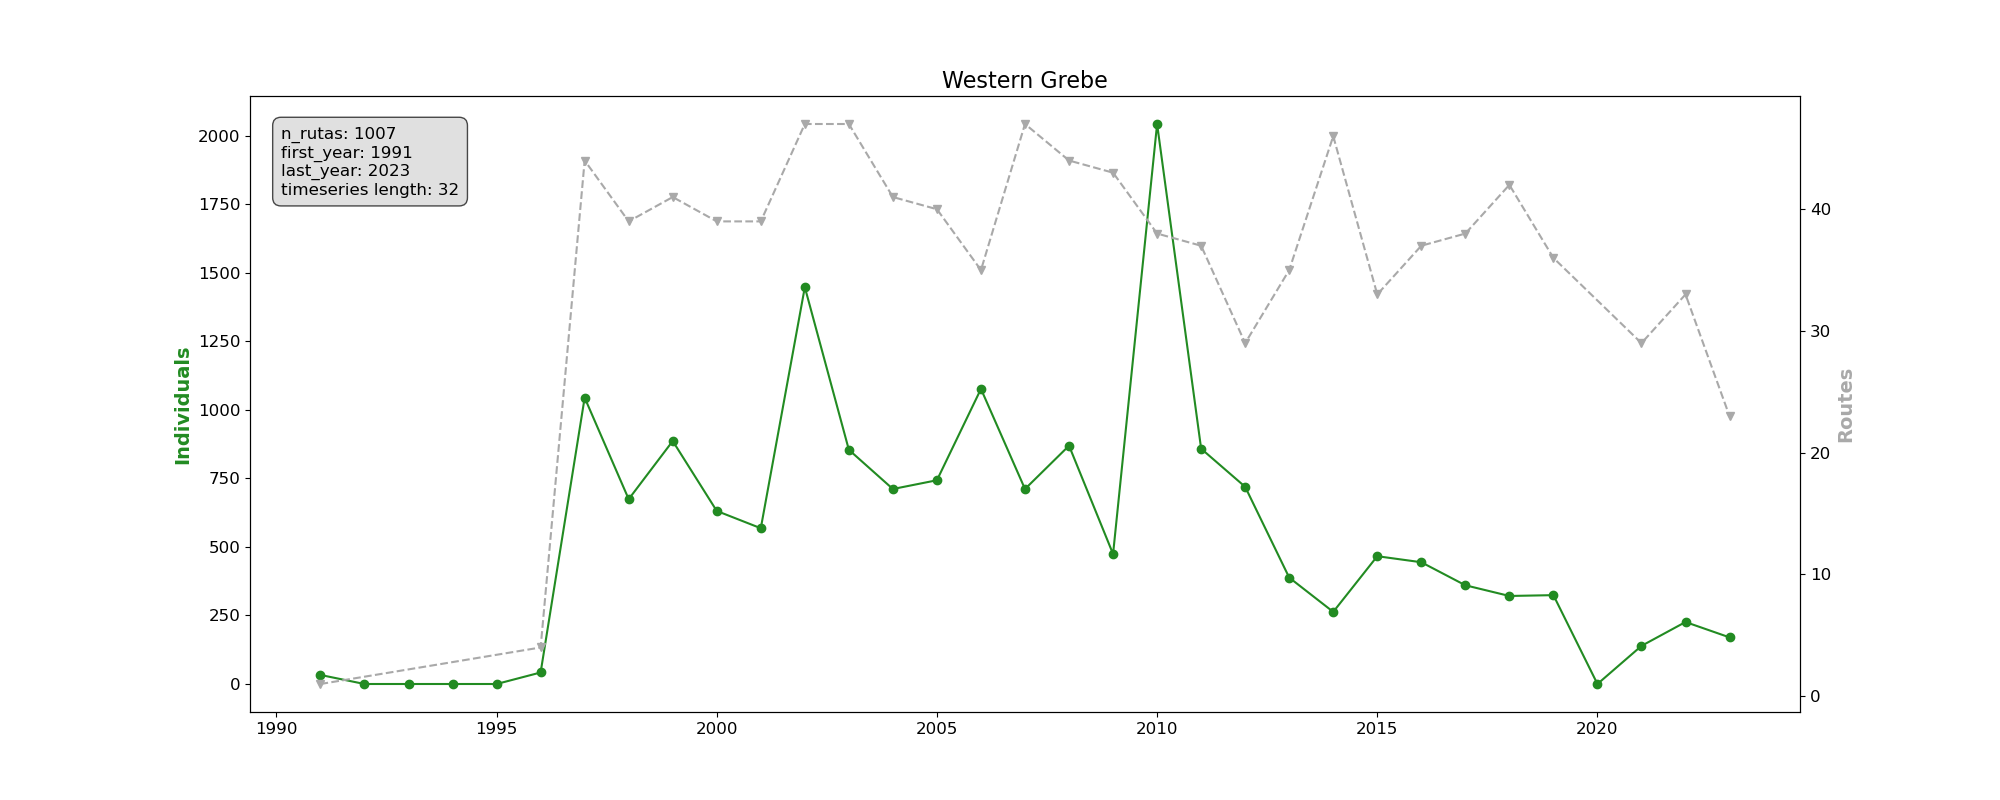 Western Grebe
n_rutas: 1007
first_year: 1991
last_year: 2023
timeseries length: 32
2000
1750
1500
1250
1000
750
500
250
0
Individuals
40
30
20
10
0
Routes
1990 1995 2000 2005 2010 2015 2020